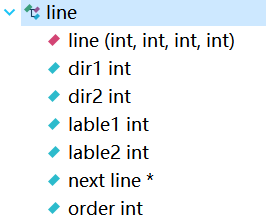 line
line (int, int, int, int)
dir1 int
dir2 int
lable1 int
lable2 int
next line *
order int